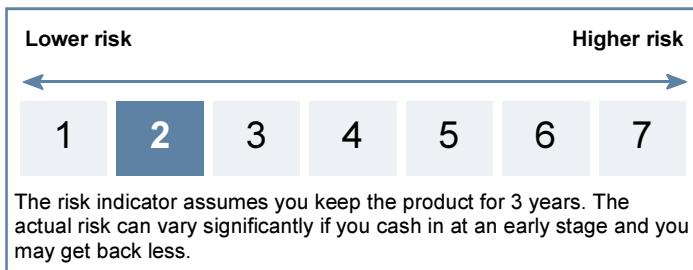 Lower risk Higher risk
1 2 3 4 5 6 7
The risk indicator assumes you keep the product for 3 years. The
actual risk can vary significantly if you cash in at an early stage and you
may get back less.